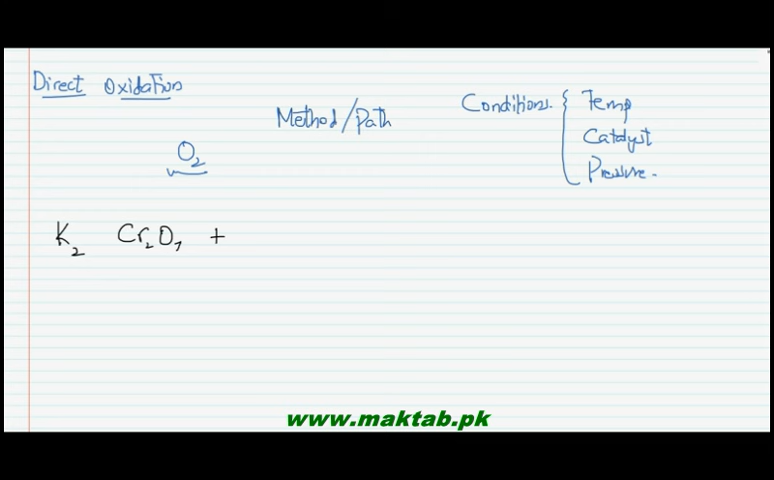 Direct Oxidation
Method/Path
Conditions. { Temp
Catalyst
Pressure.
O₂
K₂ Cr₂O₇ +
www.maktab.pk